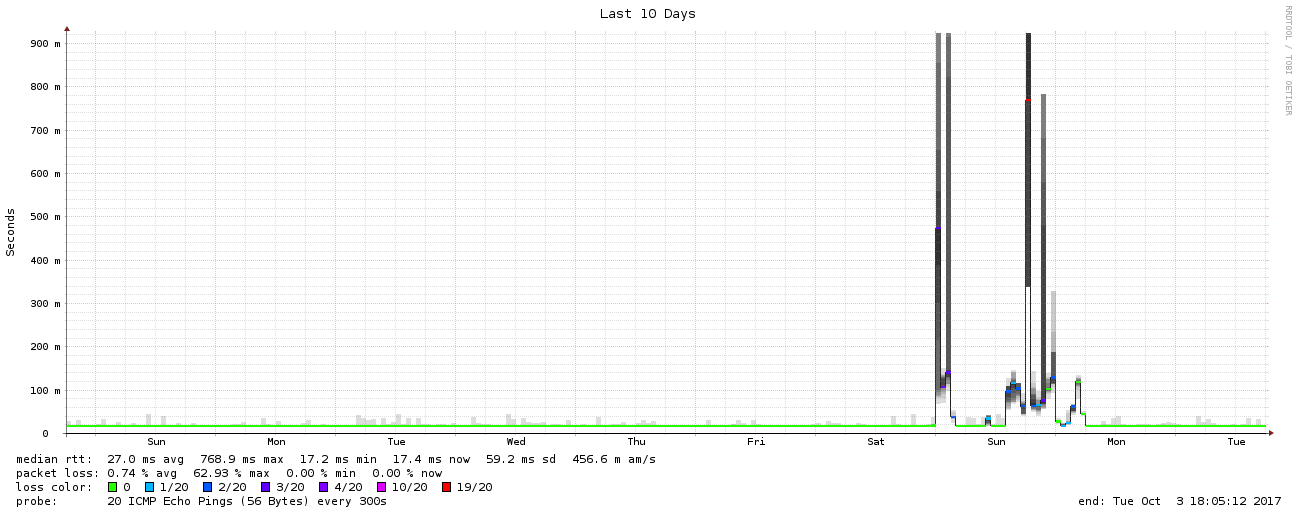 Last 10 Days
RRDTOOL / TOBI OETIKER
Seconds
900 m
800 m
700 m
600 m
500 m
400 m
300 m
200 m
100 m
0
Sun Mon Tue Wed Thu Fri Sat Sun Mon Tue
median rtt: 27.0 ms avg 768.9 ms max 17.2 ms min 17.4 ms now 59.2 ms sd 456.6 m am/s
packet loss: 0.74 % avg 62.93 % max 0.00 % min 0.00 % now
loss color: 0 1/20 2/20 3/20 4/20 10/20 19/20
probe: 20 ICMP Echo Pings (56 Bytes) every 300s end: Tue Oct 3 18:05:12 2017